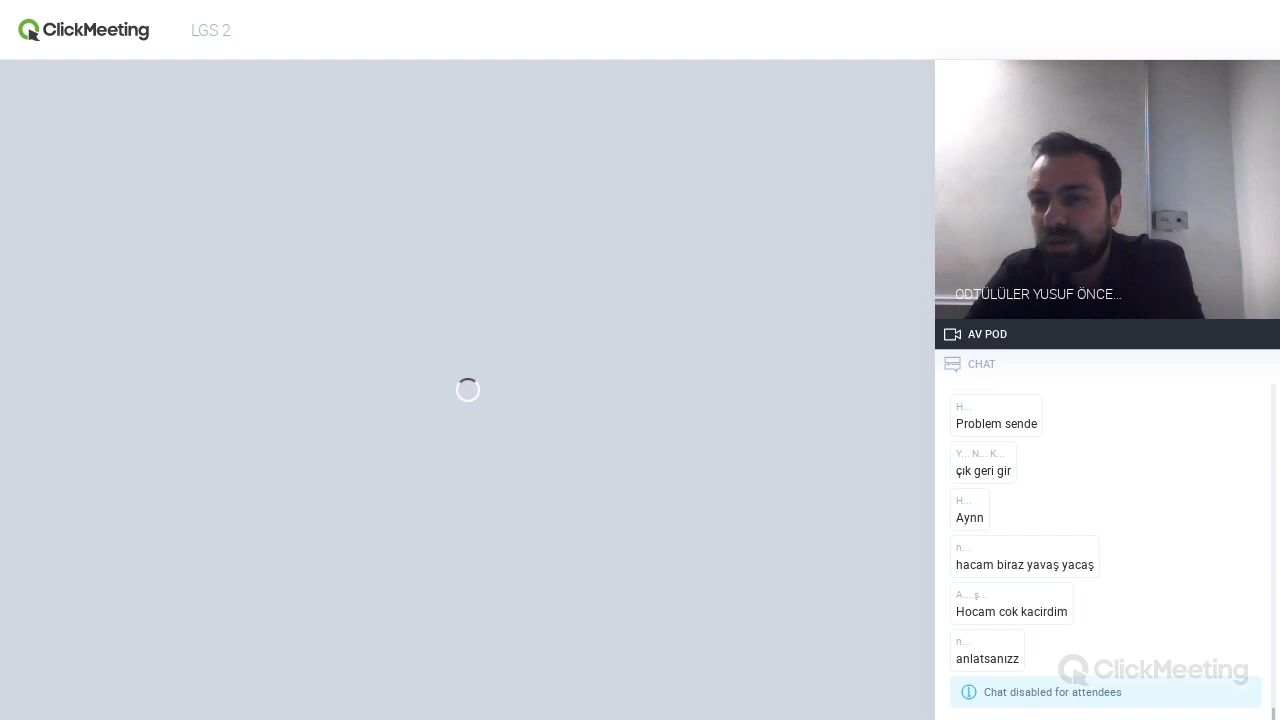 ClickMeeting
LGS 2
ODTÜLÜLER YUSUF ÖNCE...
AV POD
CHAT
H...
Problem sende
Y... N... K...
çık geri gir
H...
Aynn
n...
hacam biraz yavaş yacaş
A... ş...
Hocam cok kacirdim
n...
anlatsanızz
ClickMeeting
Chat disabled for attendees